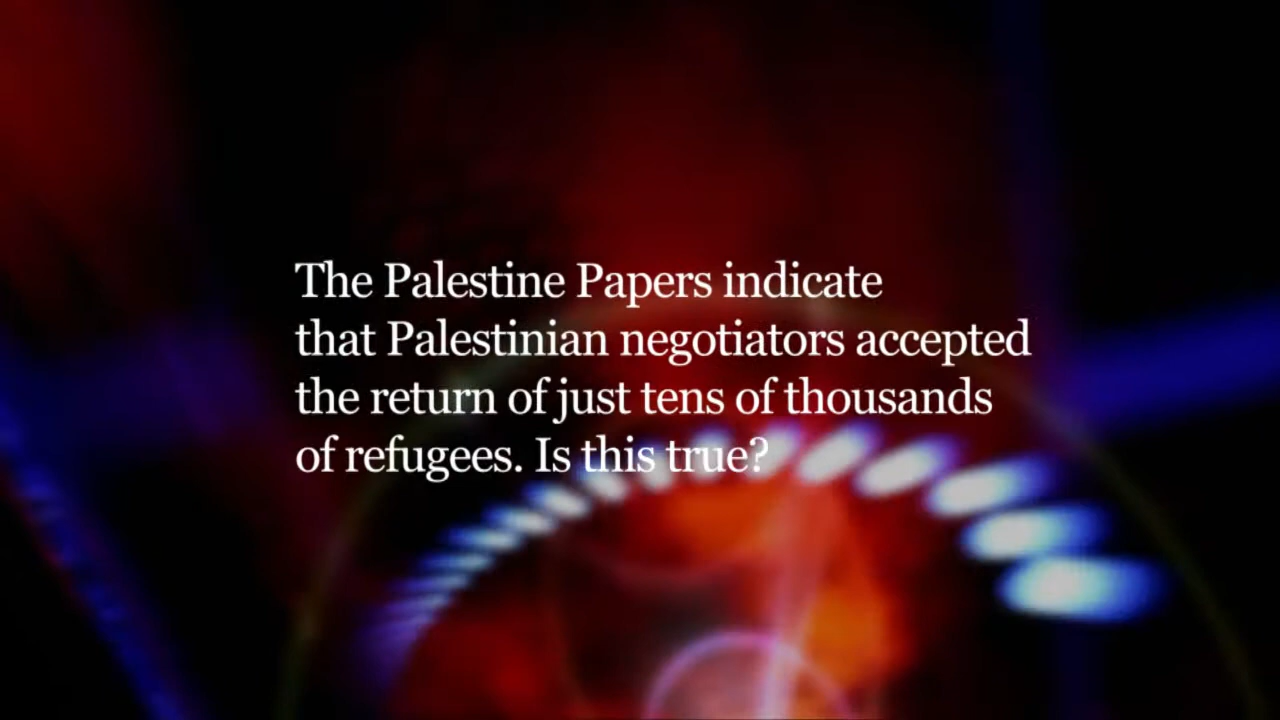 The Palestine Papers indicate
that Palestinian negotiators accepted
the return of just tens of thousands
of refugees. Is this true?